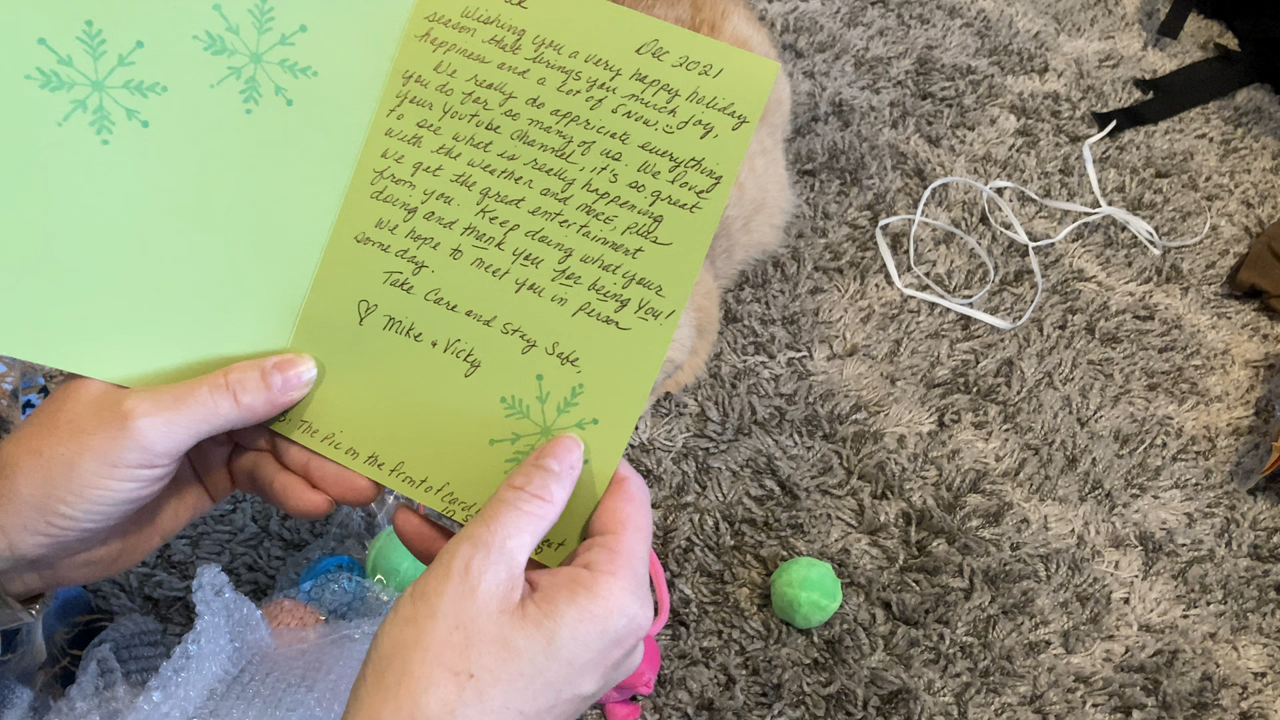 Dec 2021
Wishing you a very happy holiday
season that brings you much joy,
happiness and a lot of snow. ☺
We really do appriciate everything
you do for so many of us. We love
your Youtube Channel, it's so great
to see what is really happening
with the weather and more, plus
we get the great entertainment
from you. Keep doing what your
doing and thank you for being You!
We hope to meet you in person
some day.
Take Care and Stay Safe,
♡ Mike & Vicky
The Pic on the front of Card
in